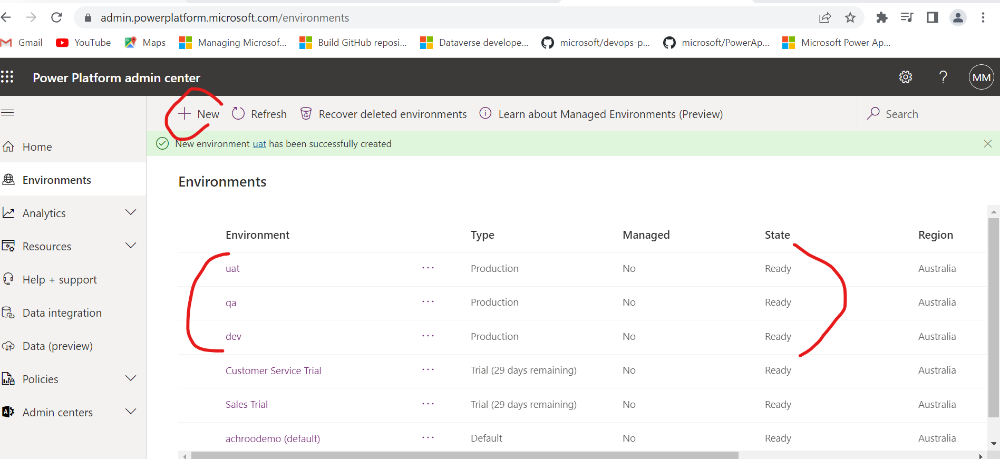 admin.powerplatform.microsoft.com/environments
Gmail YouTube Maps Managing Microsof... Build GitHub reposi... Dataverse develope... microsoft/devops-p... microsoft/PowerAp... Microsoft Power Ap...
Power Platform admin center ? MM
New Refresh Recover deleted environments Learn about Managed Environments (Preview) Search
New environment uat has been successfully created
Home
Environments
Analytics
Resources
Help + support
Data integration
Data (preview)
Policies
Admin centers
Environments
Environment Type Managed State Region
uat ... Production No Ready Australia
qa ... Production No Ready Australia
dev ... Production No Ready Australia
Customer Service Trial ... Trial (29 days remaining) No Ready Australia
Sales Trial ... Trial (29 days remaining) No Ready Australia
achroodemo (default) ... Default No Ready Australia